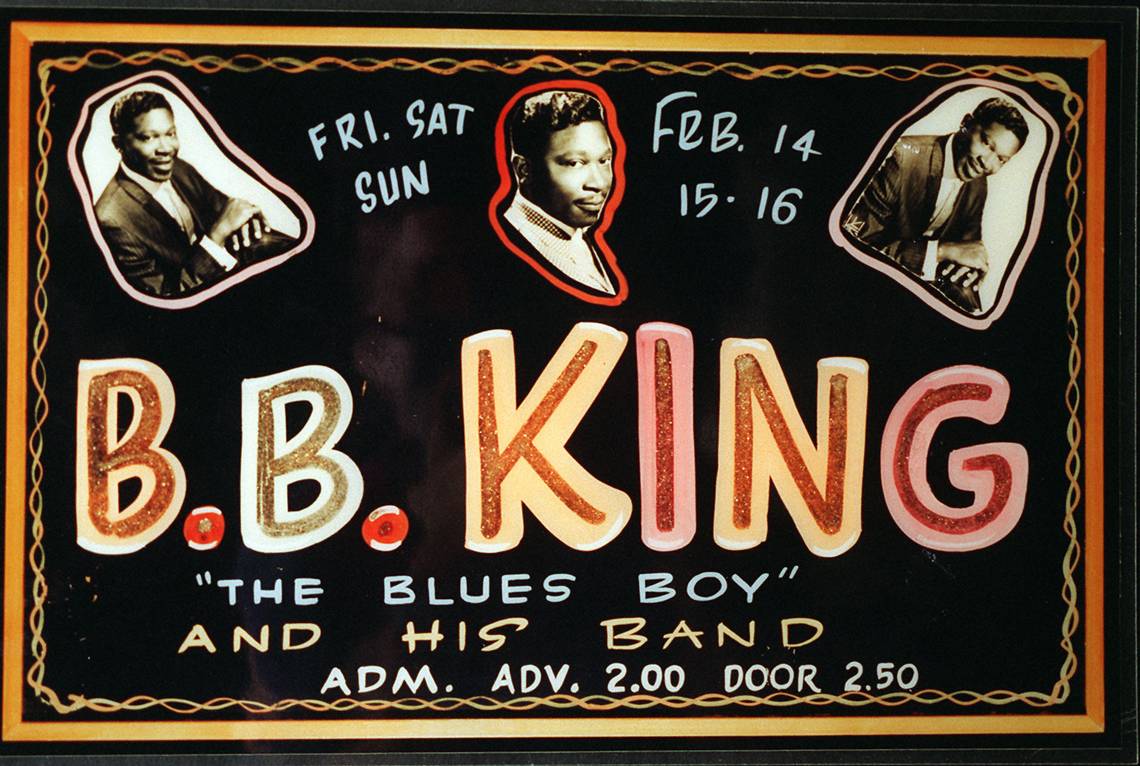 FRI. SAT
SUN
FEB. 14
15· 16
B.B. KING
"THE BLUES BOY"
AND HIS BAND
ADM. ADV. 2.00 DOOR 2.50